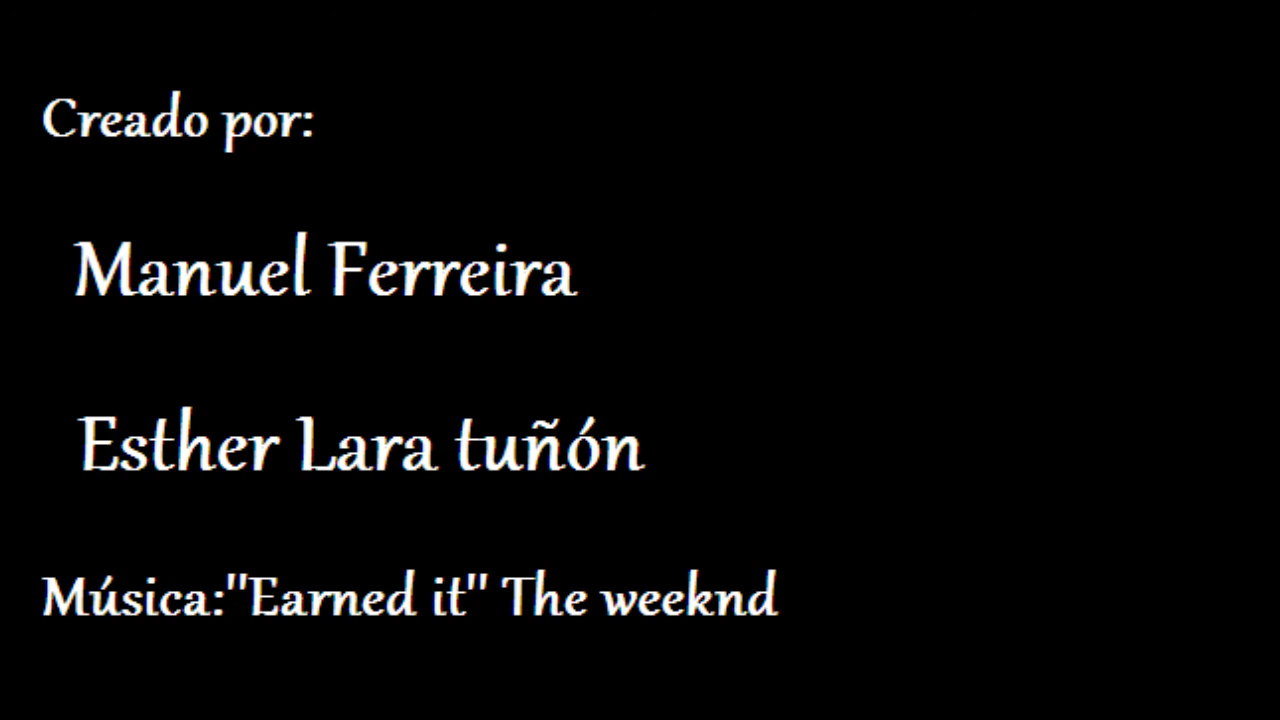 Creado por:
Manuel Ferreira
Esther Lara tuñón
Música:"Earned it" The weeknd